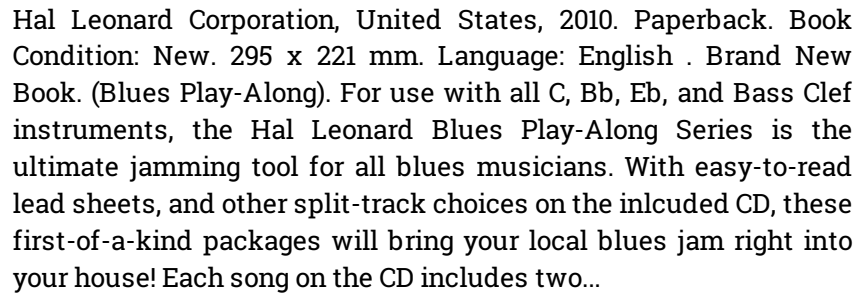 Hal Leonard Corporation, United States, 2010. Paperback. Book
Condition: New. 295 x 221 mm. Language: English . Brand New
Book. (Blues Play-Along). For use with all C, Bb, Eb, and Bass Clef
instruments, the Hal Leonard Blues Play-Along Series is the
ultimate jamming tool for all blues musicians. With easy-to-read
lead sheets, and other split-track choices on the inlcuded CD, these
first-of-a-kind packages will bring your local blues jam right into
your house! Each song on the CD includes two...